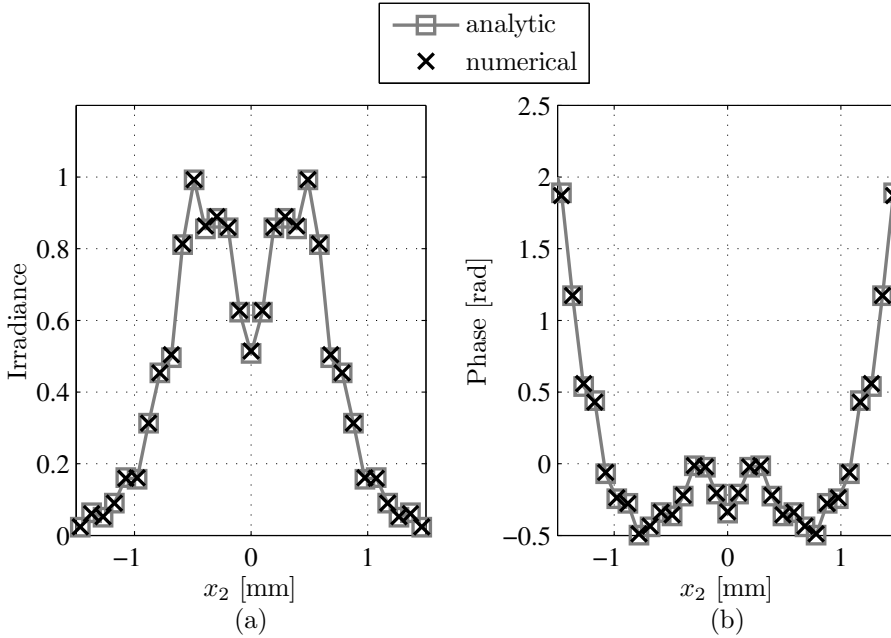 analytic
numerical
Irradiance
1
0.8
0.6
0.4
0.2
0
−1
0
1
x₂ [mm]
(a)
Phase [rad]
2.5
2
1.5
1
0.5
0
−0.5
−1
0
1
x₂ [mm]
(b)